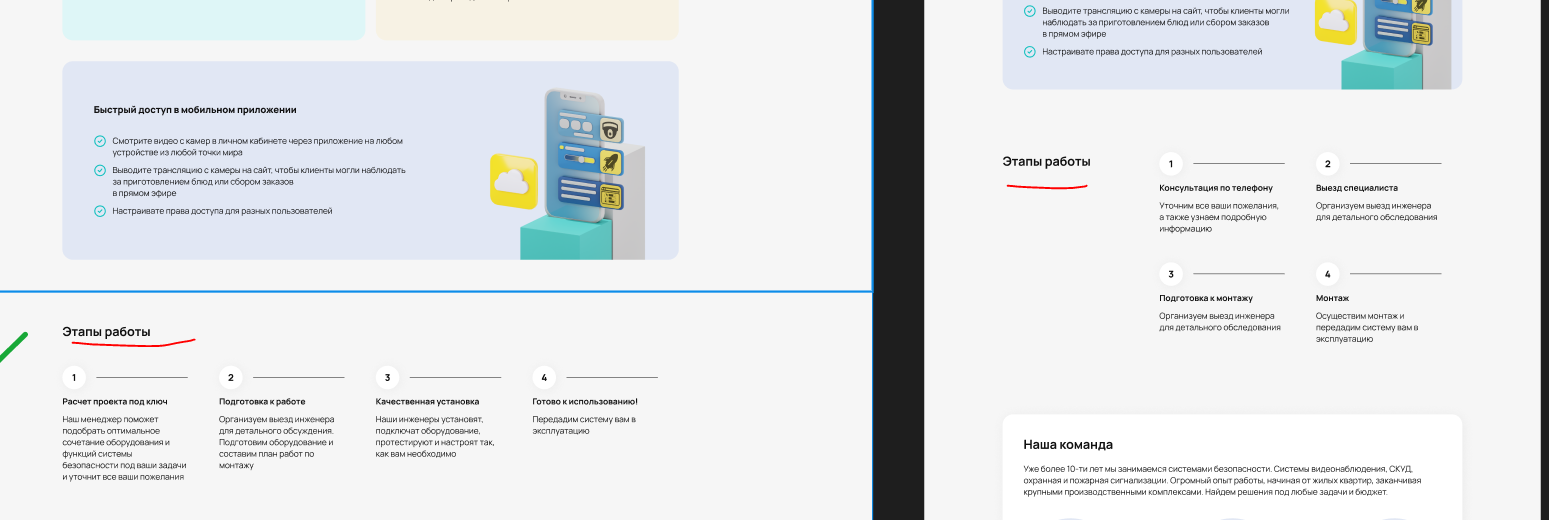 Быстрый доступ в мобильном приложении
Смотрите видео с камер в личном кабинете через приложение на любом
устройстве из любой точки мира
Выводите трансляцию с камеры на сайт, чтобы клиенты могли наблюдать
за приготовлением блюд или сбором заказов
в прямом эфире
Настраивате права доступа для разных пользователей
Этапы работы
1
Расчет проекта под ключ
Наш менеджер поможет
подобрать оптимальное
сочетание оборудования и
функций системы
безопасности под ваши задачи
и уточнит все ваши пожелания
2
Подготовка к работе
Организуем выезд инженера
для детального обсуждения.
Подготовим оборудование и
составим план работ по
монтажу
3
Качественная установка
Наши инженеры установят,
подключат оборудование,
протестируют и настроят так,
как вам необходимо
4
Готово к использованию!
Передадим систему вам в
эксплуатацию
Выводите трансляцию с камеры на сайт, чтобы клиенты могли
наблюдать за приготовлением блюд или сбором заказов
в прямом эфире
Настраивате права доступа для разных пользователей
Этапы работы
1
Консультация по телефону
Уточним все ваши пожелания,
а также узнаем подробную
информацию
2
Выезд специалиста
Организуем выезд инженера
для детального обследования
3
Подготовка к монтажу
Организуем выезд инженера
для детального обследования
4
Монтаж
Осуществим монтаж и
передадим систему вам в
эксплуатацию
Наша команда
Уже более 10-ти лет мы занимаемся системами безопасности. Системы видеонаблюдения, СКУД,
охранная и пожарная сигнализации. Огромный опыт работы, начиная от жилых квартир, заканчивая
крупными производственными комплексами. Найдем решения под любые задачи и бюджет.